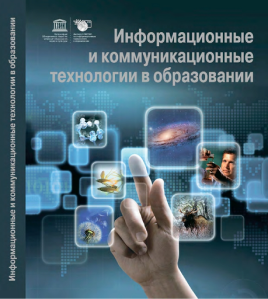 Информационные
и коммуникационные
технологии в образовании
Информационные и коммуникационные технологии в образовании